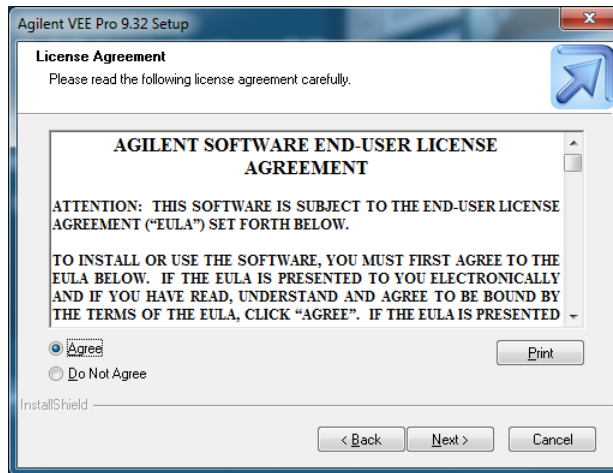 Agilent VEE Pro 9.32 Setup
License Agreement
Please read the following license agreement carefully.
AGILENT SOFTWARE END-USER LICENSE
AGREEMENT
ATTENTION: THIS SOFTWARE IS SUBJECT TO THE END-USER LICENSE
AGREEMENT (“EULA”) SET FORTH BELOW.
TO INSTALL OR USE THE SOFTWARE, YOU MUST FIRST AGREE TO THE
EULA BELOW. IF THE EULA IS PRESENTED TO YOU ELECTRONICALLY
AND IF YOU HAVE READ, UNDERSTAND AND AGREE TO BE BOUND BY
THE TERMS OF THE EULA, CLICK “AGREE”. IF THE EULA IS PRESENTED
Agree
Print
Do Not Agree
InstallShield
< Back
Next >
Cancel